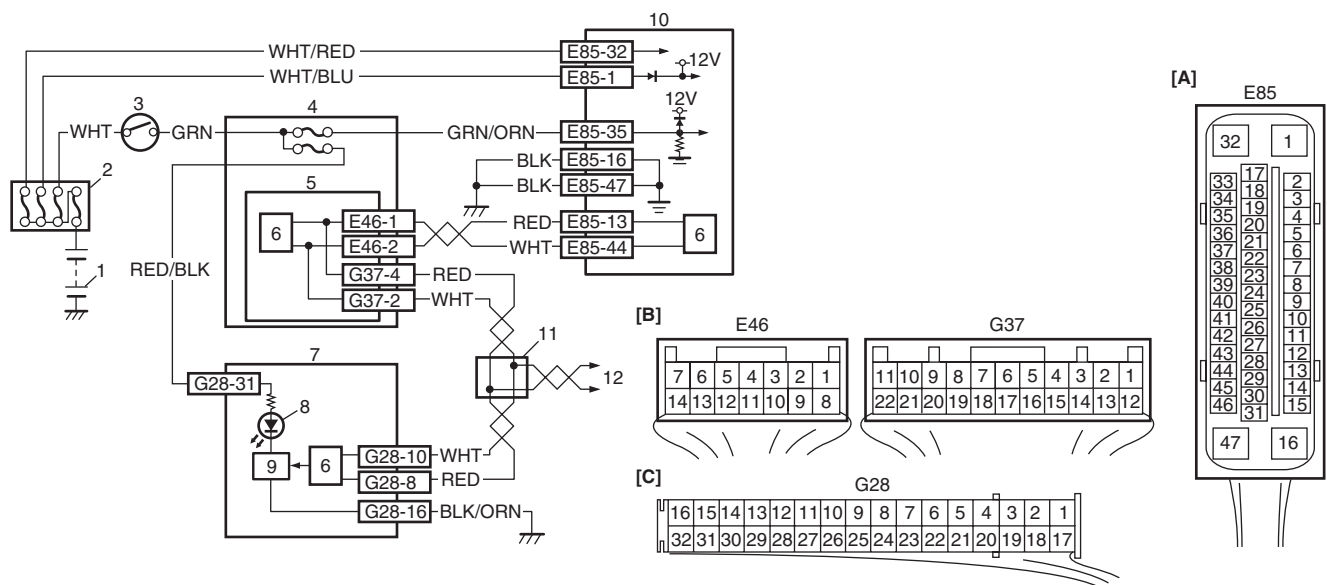 10
WHT/RED
E85-32
12V
WHT/BLU
E85-1
[A]
E85
3
4
12V
WHT
GRN
GRN/ORN
E85-35
BLK
E85-16
2
5
BLK
E85-47
6
E46-1
RED
E85-13
6
E46-2
WHT
E85-44
1
RED/BLK
G37-4
RED
G37-2
WHT
11
12
7
G28-31
8
9
6
G28-10
WHT
G28-8
RED
G28-16
BLK/ORN
32 1
17
33 2
18
34 3
19
35 4
20
36 5
21
37 6
22
38 7
23
39 8
24
40 9
25
41 10
26
42 11
27
43 12
28
44 13
29
45 14
30
46 15
31
47 16
[B]
E46
7 6 5 4 3 2 1
14 13 12 11 10 9 8
G37
11 10 9 8 7 6 5 4 3 2 1
22 21 20 19 18 17 16 15 14 13 12
[C]
G28
16 15 14 13 12 11 10 9 8 7 6 5 4 3 2 1
32 31 30 29 28 27 26 25 24 23 22 21 20 19 18 17